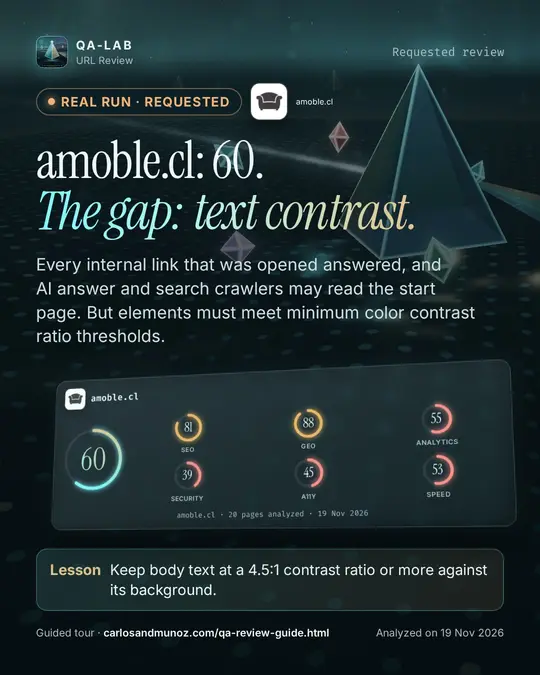 QA-LAB
URL Review
Requested review
REAL RUN · REQUESTED
amoble.cl
amoble.cl: 60.
The gap: text contrast.
Every internal link that was opened answered, and
AI answer and search crawlers may read the start
page. But elements must meet minimum color contrast
ratio thresholds.
amoble.cl
60
81
SEO
88
GEO
55
ANALYTICS
39
SECURITY
45
A11Y
53
SPEED
amoble.cl · 20 pages analyzed · 19 Nov 2026
Lesson Keep body text at a 4.5:1 contrast ratio or more against
its background.
Guided tour · carlosandmunoz.com/qa-review-guide.html
Analyzed on 19 Nov 2026